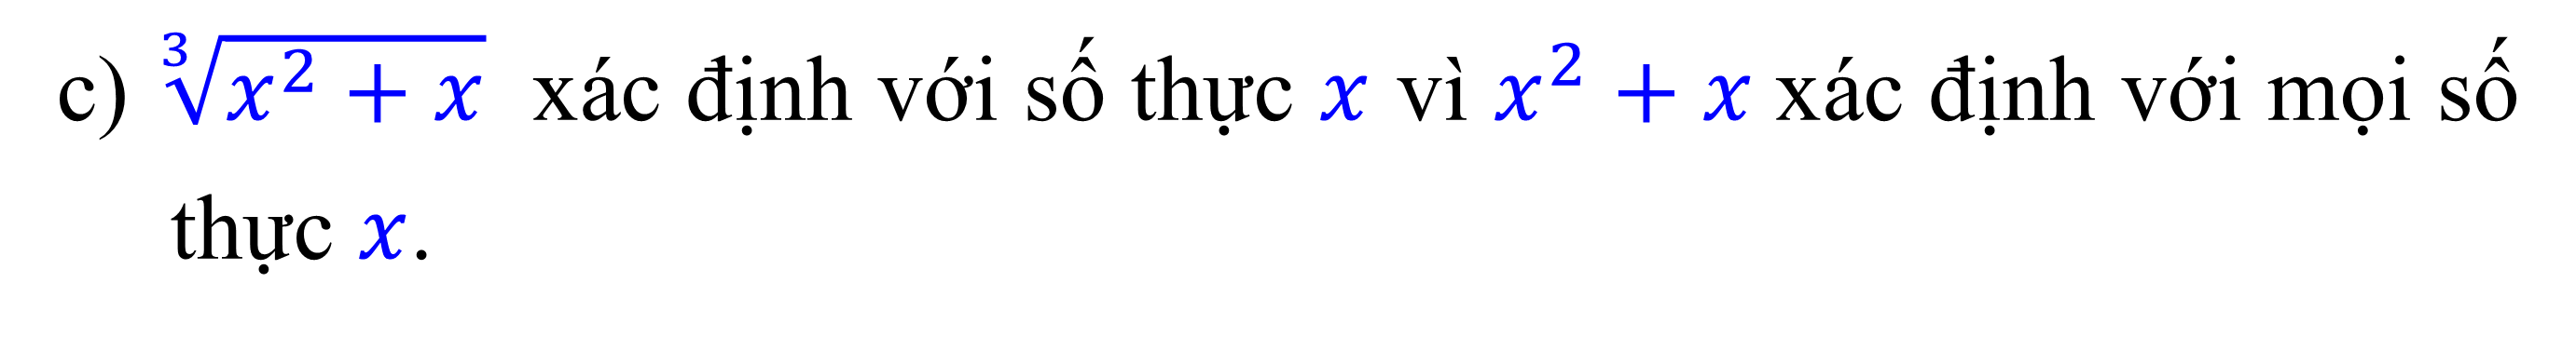 c) ∛(x² + x) xác định với số thực x vì x² + x xác định với mọi số
thực x.